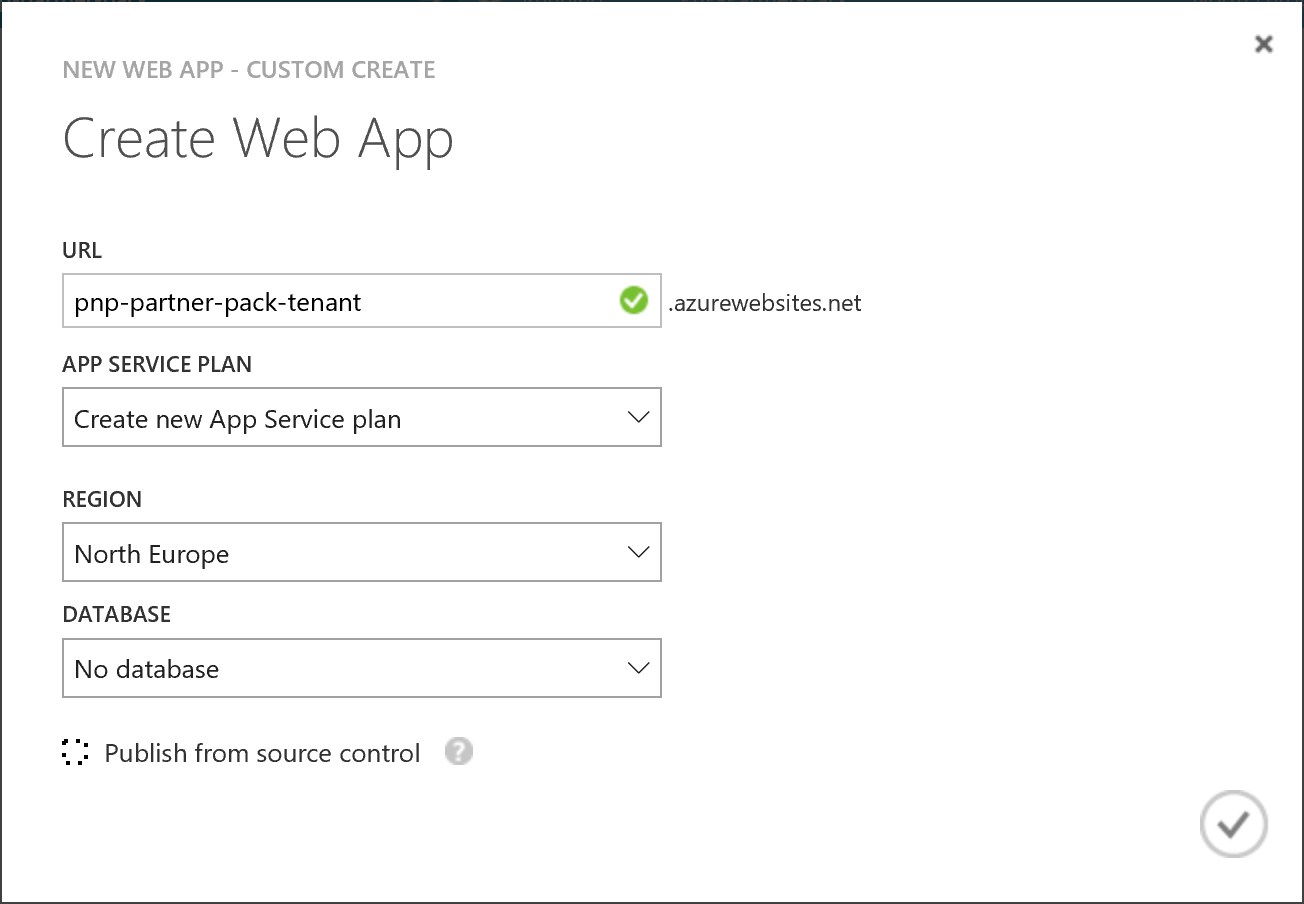 NEW WEB APP - CUSTOM CREATE
Create Web App
URL
pnp-partner-pack-tenant .azurewebsites.net
APP SERVICE PLAN
Create new App Service plan
REGION
North Europe
DATABASE
No database
Publish from source control ?